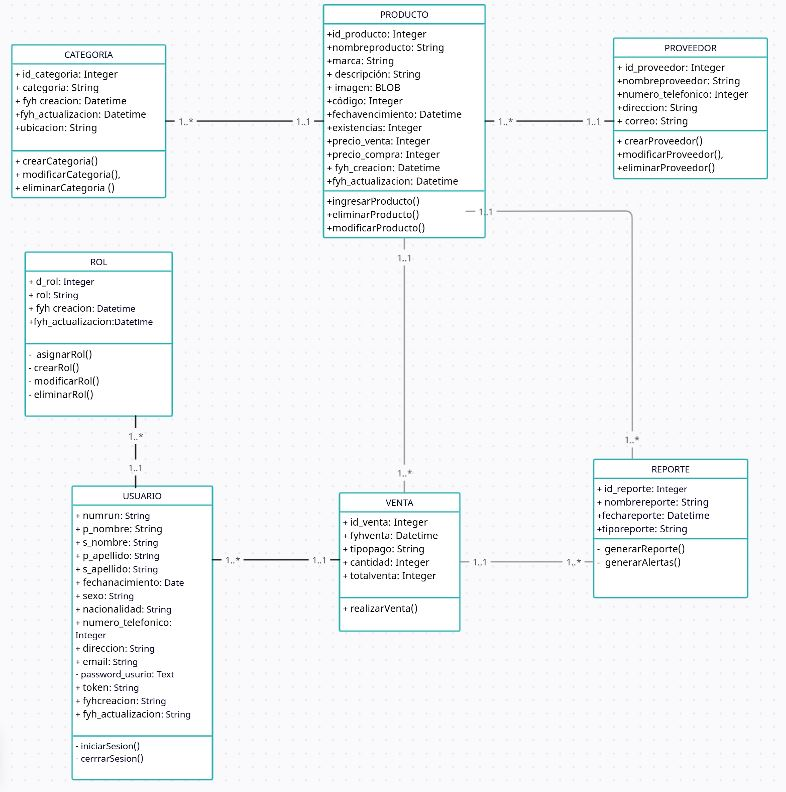 CATEGORIA
+ id_categoria: Integer
+ categoria: String
+ fyh creacion: Datetime
+fyh_actualizacion: Datetime
+ubicacion: String
+ crearCategoria()
+ modificarCategoria(),
+ eliminarCategoria ()
1..*
1..1
PRODUCTO
+id_producto: Integer
+nombreproducto: String
+marca: String
+ descripción: String
+ imagen: BLOB
+código: Integer
+fechavencimiento: Datetime
+existencias: Integer
+precio_venta: Integer
+precio_compra: Integer
+ fyh_creacion: Datetime
+fyh_actualizacion: Datetime
+ingresarProducto()
+eliminarProducto()
+modificarProducto()
1..*
1..1
PROVEEDOR
+ id_proveedor: Integer
+nombreproveedor: String
+numero_telefonico: Integer
+direccion: String
+ correo: String
+ crearProveedor()
+modificarProveedor(),
+eliminarProveedor()
1..1
1..1
ROL
+ d_rol: Integer
+ rol: String
+ fyh creacion: Datetime
+fyh_actualizacion:Datetime
- asignarRol()
- crearRol()
- modificarRol()
- eliminarRol()
1..*
1..1
1..*
1..*
USUARIO
+ numrun: String
+ p_nombre: String
+ s_nombre: String
+ p_apellido: String
+ s_apellido: String
+ fechanacimiento: Date
+ sexo: String
+ nacionalidad: String
+ numero_telefonico:
Integer
+ direccion: String
+ email: String
- password_usurio: Text
+ token: String
+ fyhcreacion: String
+ fyh_actualizacion: String
- iniciarSesion()
- cerrrarSesion()
1..*
1..1
VENTA
+ id_venta: Integer
+ fyhventa: Datetime
+ tipopago: String
+ cantidad: Integer
+ totalventa: Integer
+ realizarVenta()
1..1
1..*
REPORTE
+ id_reporte: Integer
+ nombrereporte: String
+fechareporte: Datetime
+tiporeporte: String
- generarReporte()
- generarAlertas()